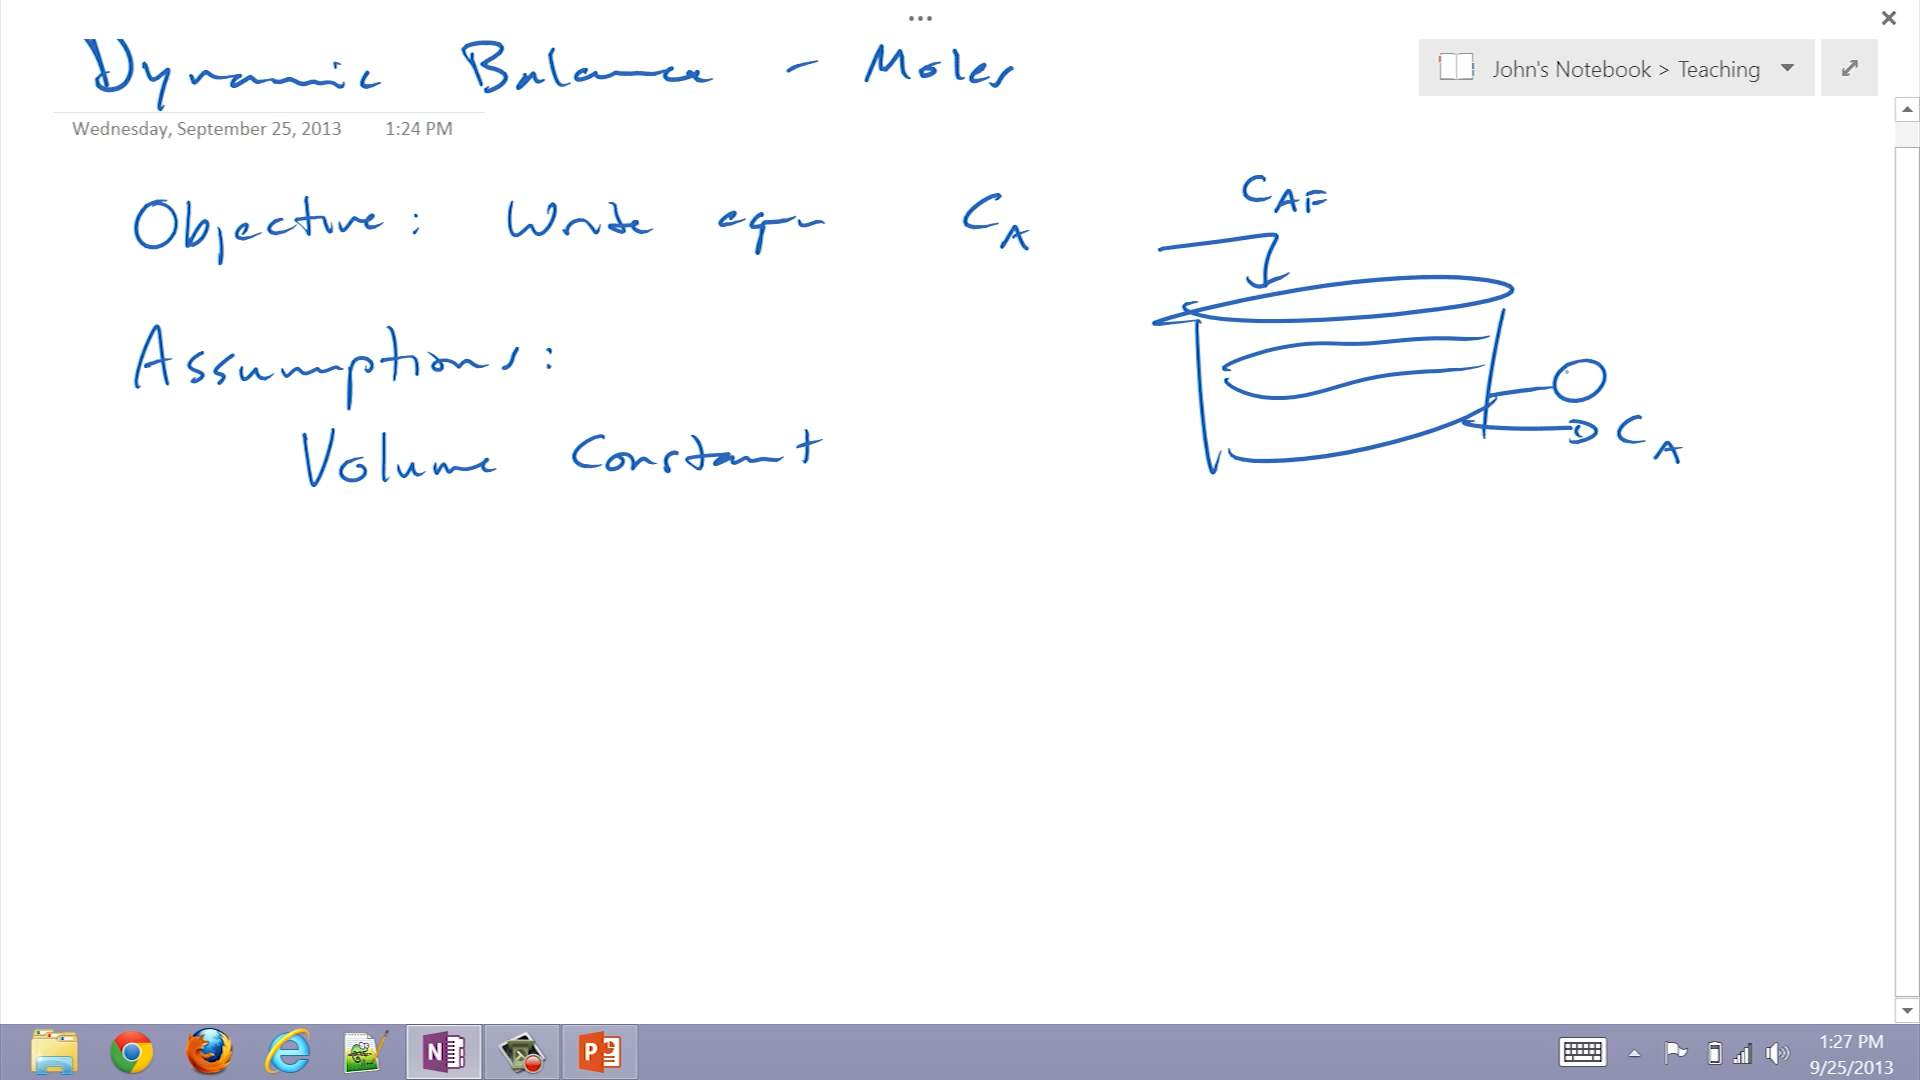 Dynamic Balance - Moles
John's Notebook > Teaching
Wednesday, September 25, 2013 1:24 PM
C_AF
Objective: Write eqn C_A
Assumptions:
C_A
Volume Constant
1:27 PM
9/25/2013